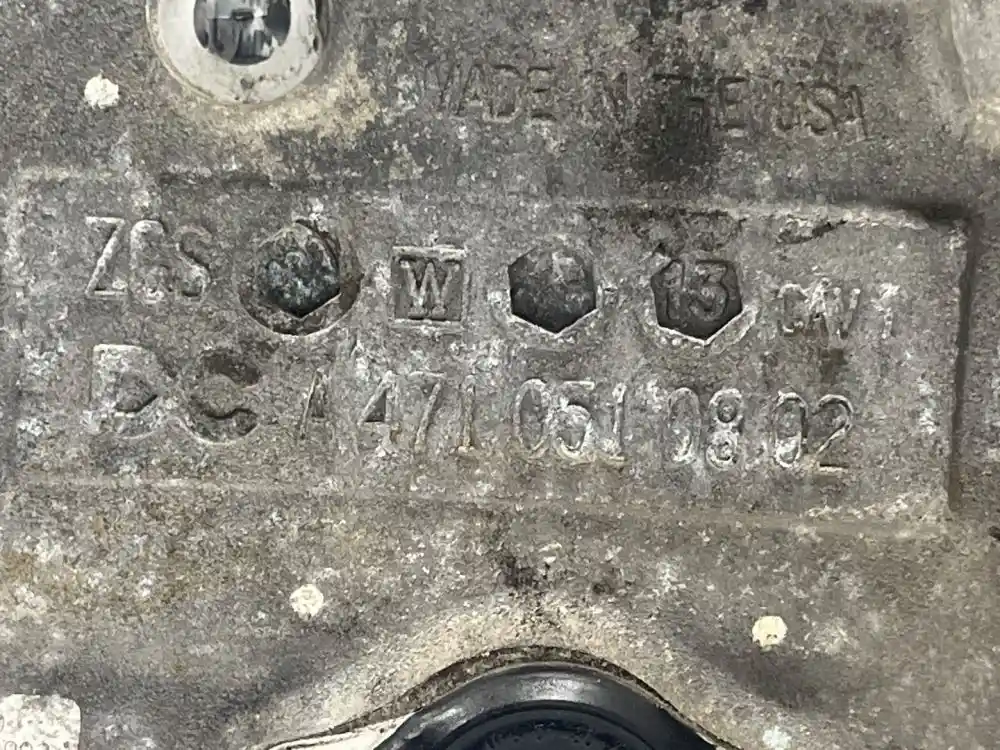 MADE IN THE USA
ZGS W 13 CAV 1
A 471 051 08 02